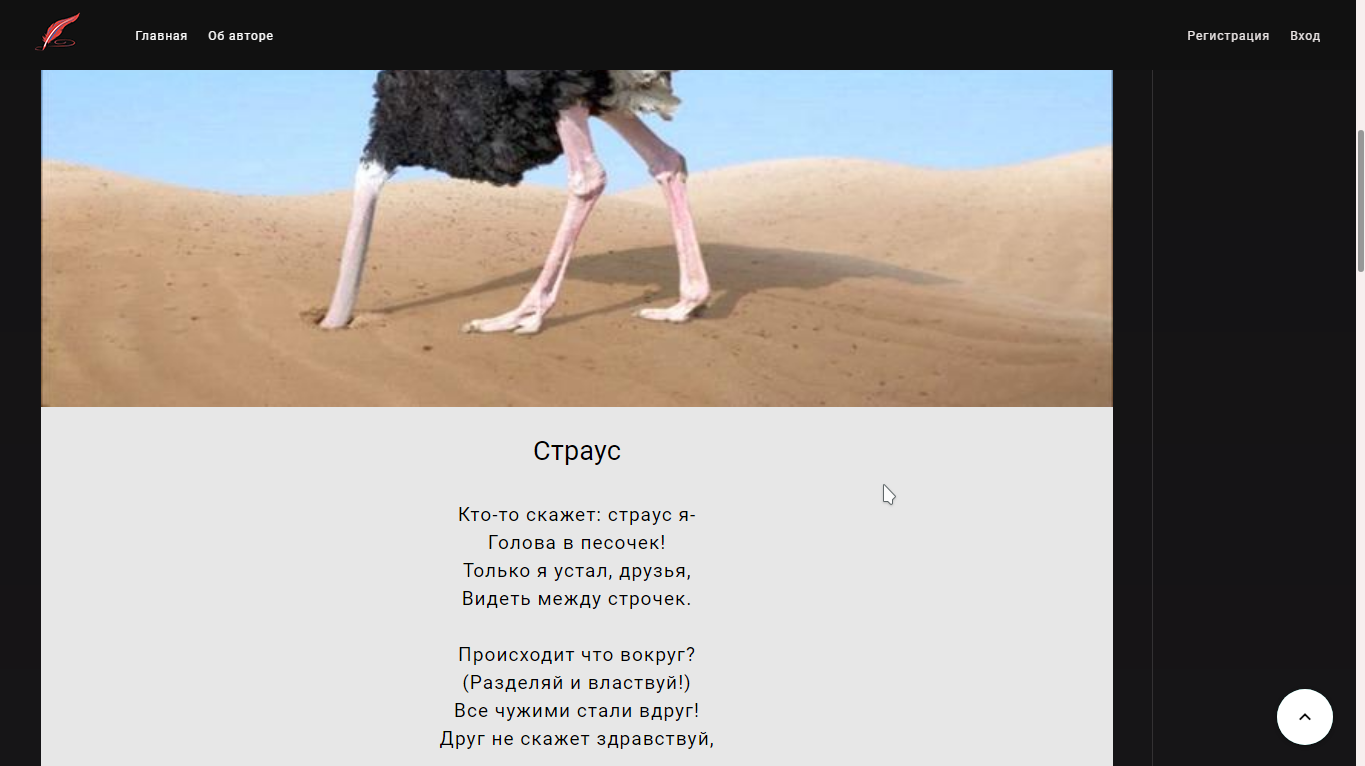 Главная Об авторе Регистрация Вход
Страус
Кто-то скажет: страус я-
Голова в песочек!
Только я устал, друзья,
Видеть между строчек.
Происходит что вокруг?
(Разделяй и властвуй!)
Все чужими стали вдруг!
Друг не скажет здравствуй,